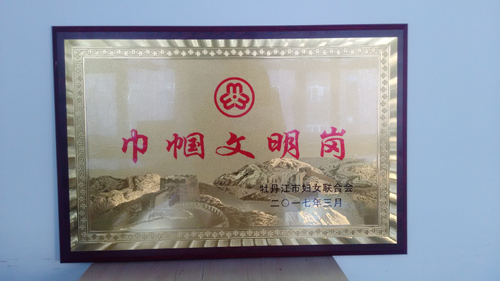 巾帼文明岗
牡丹江市妇女联合会
二〇一七年三月